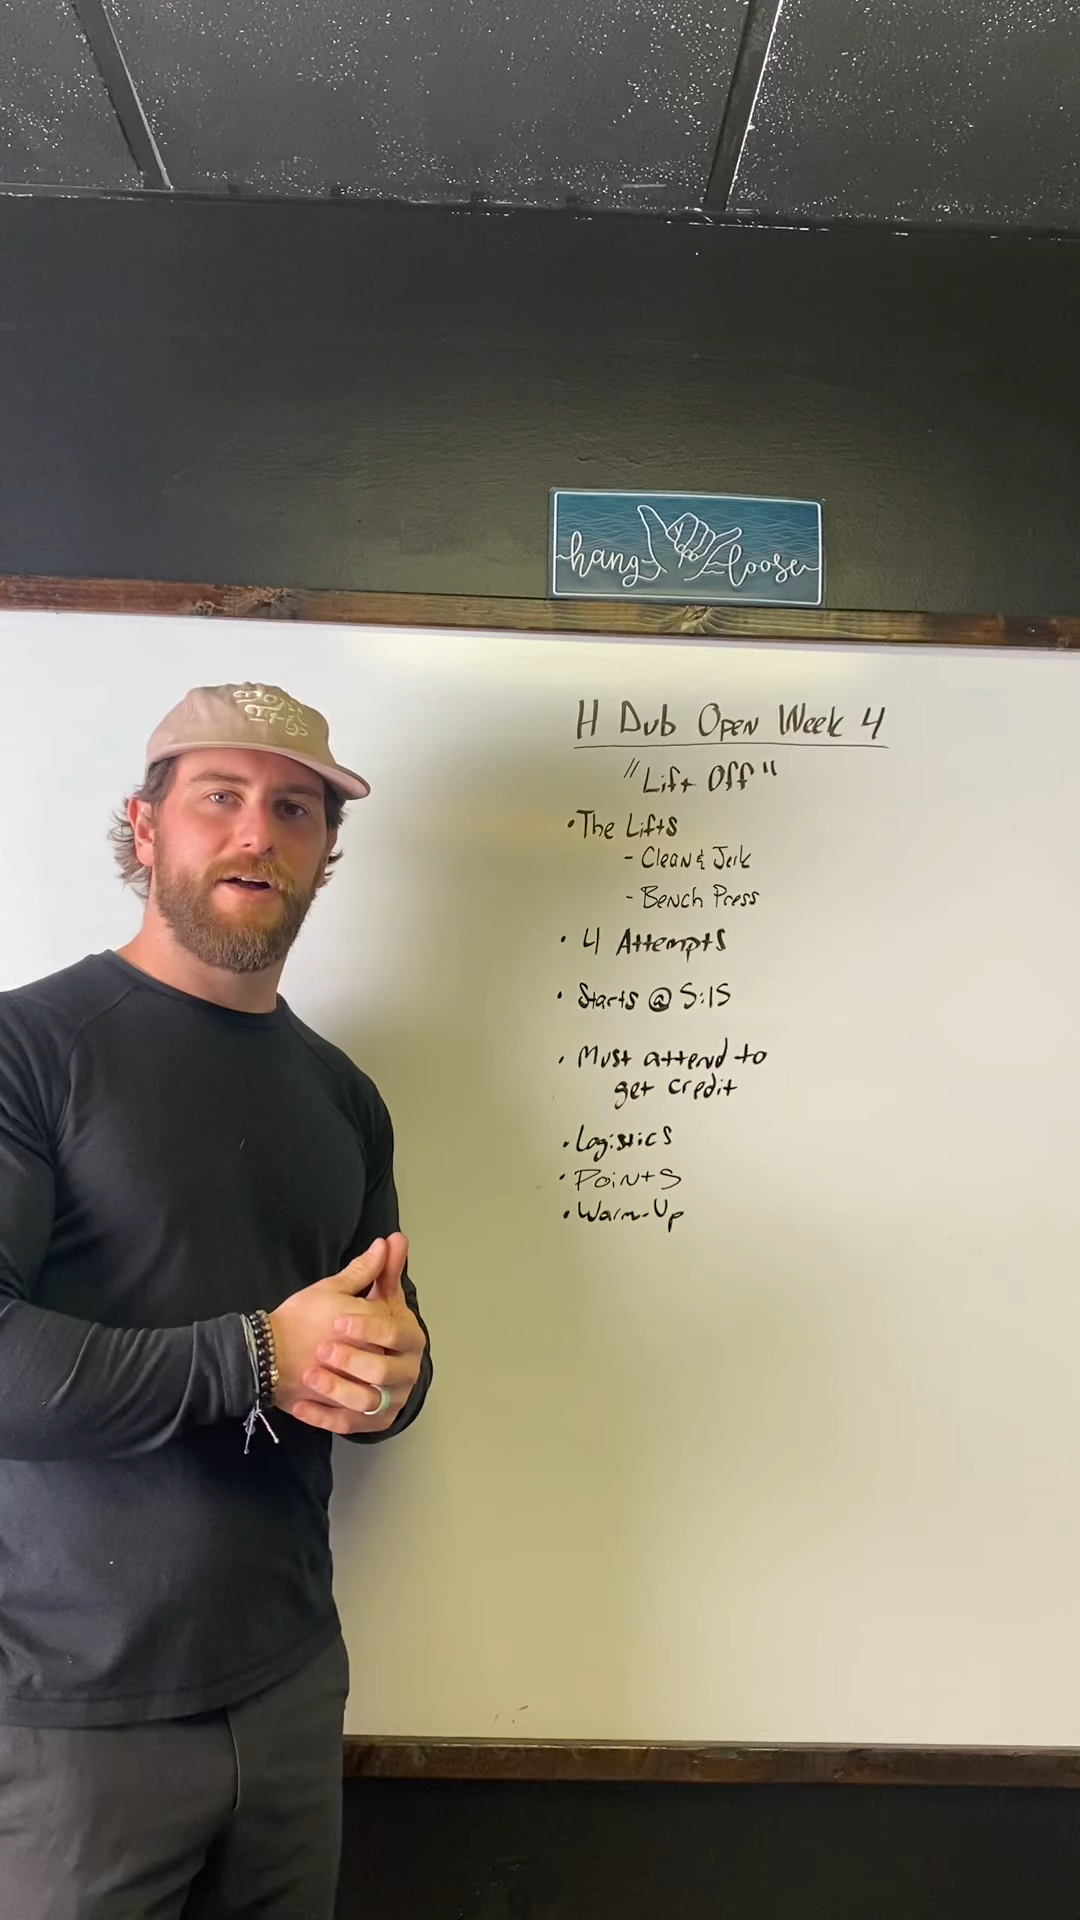 hang loose
H Dub Open Week 4
"Lift Off"
• The Lifts
- Clean & Jerk
- Bench Press
• 4 Attempts
• Starts @ 5:15
• Must attend to
get credit
• Logistics
• Points
• Warm-Up